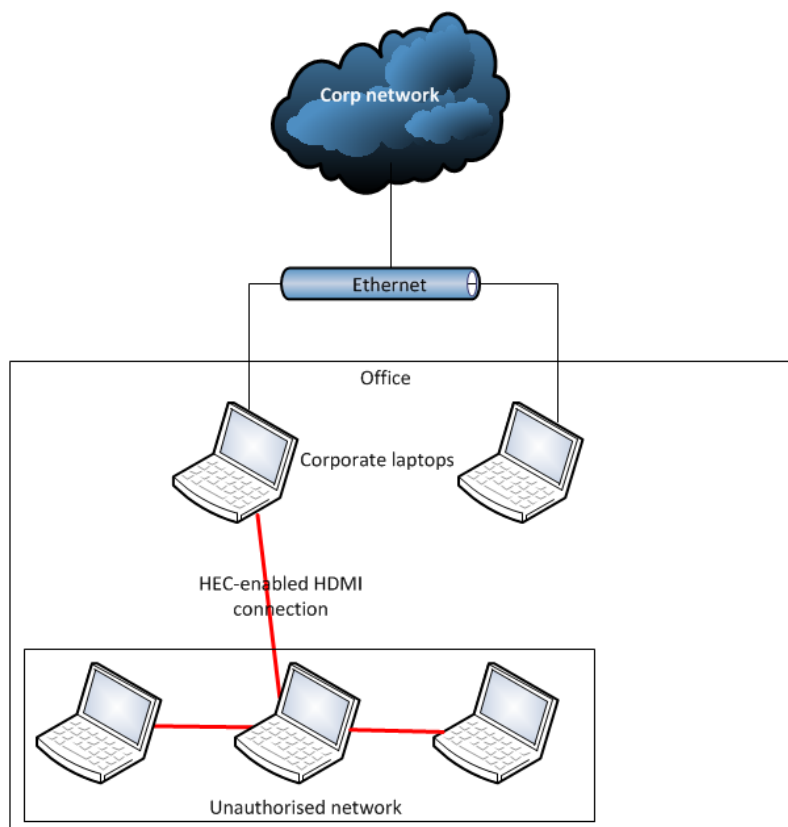 Corp network
Ethernet
Office
Corporate laptops
HEC-enabled HDMI
connection
Unauthorised network